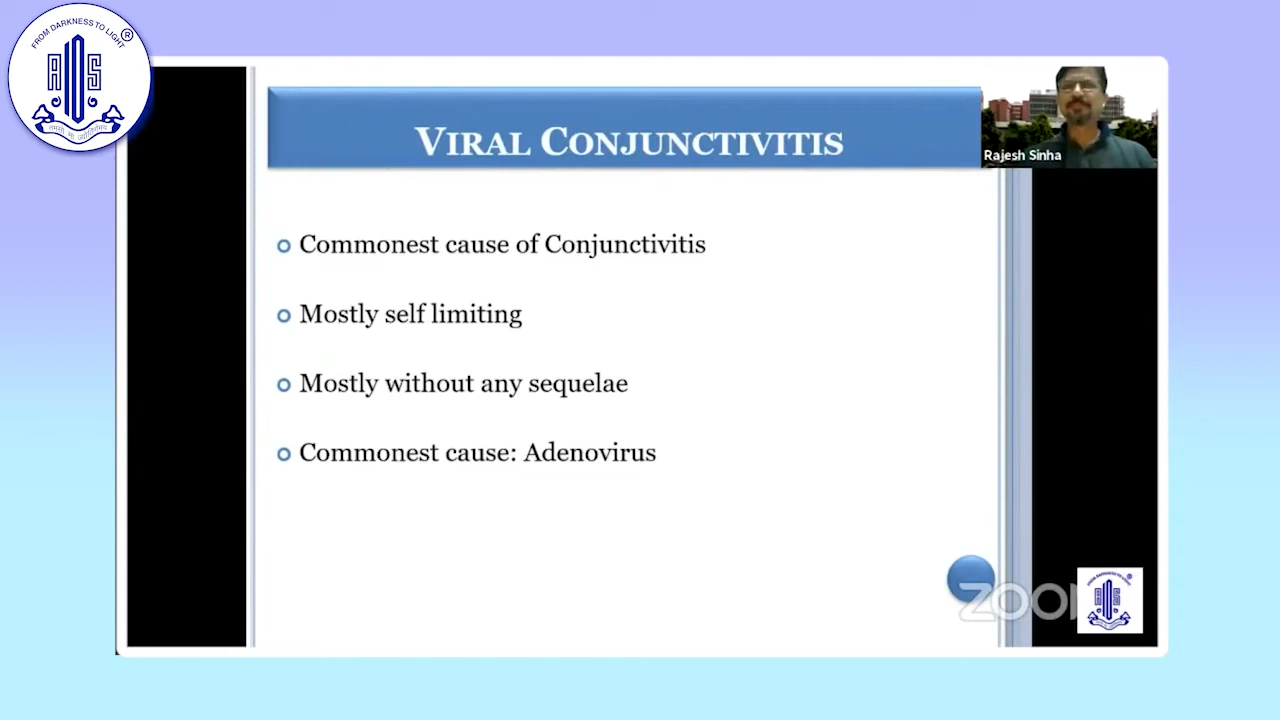 FROM DARKNESS TO LIGHT
®
AIOS
VIRAL CONJUNCTIVITIS
Rajesh Sinha
Commonest cause of Conjunctivitis
Mostly self limiting
Mostly without any sequelae
Commonest cause: Adenovirus
ZOOM